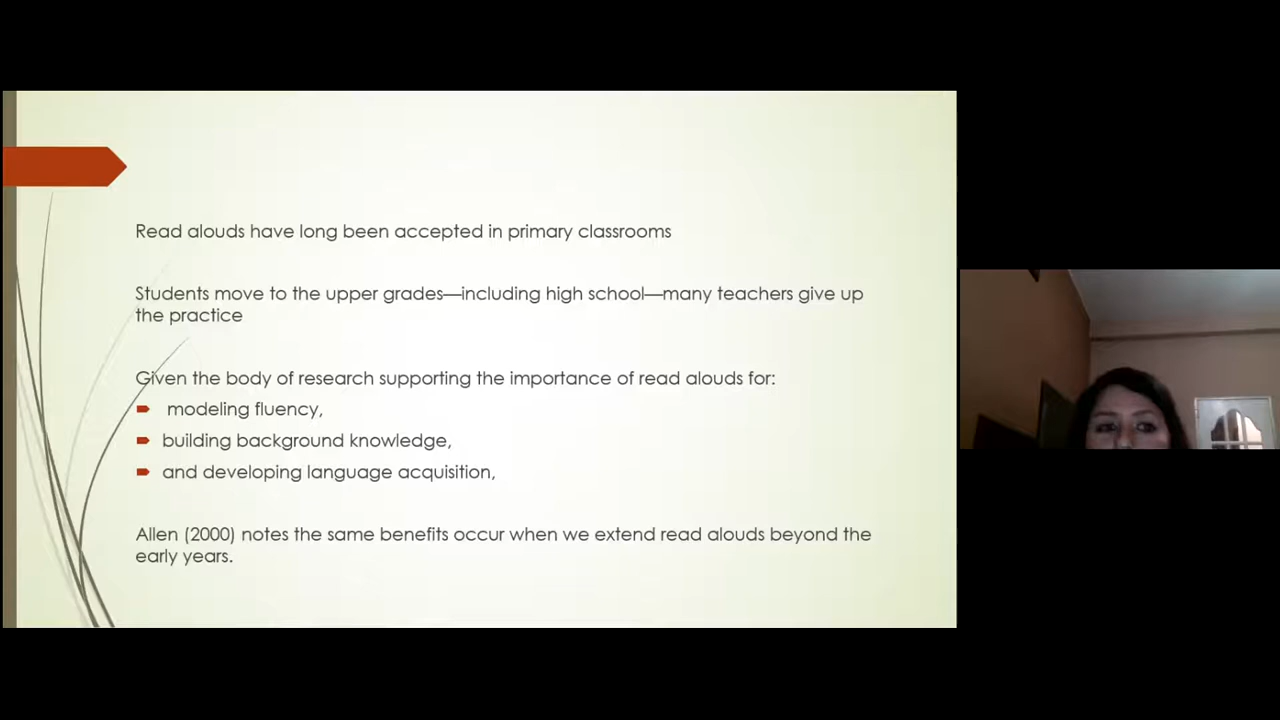 Read alouds have long been accepted in primary classrooms
Students move to the upper grades—including high school—many teachers give up
the practice
Given the body of research supporting the importance of read alouds for:
modeling fluency,
building background knowledge,
and developing language acquisition,
Allen (2000) notes the same benefits occur when we extend read alouds beyond the
early years.